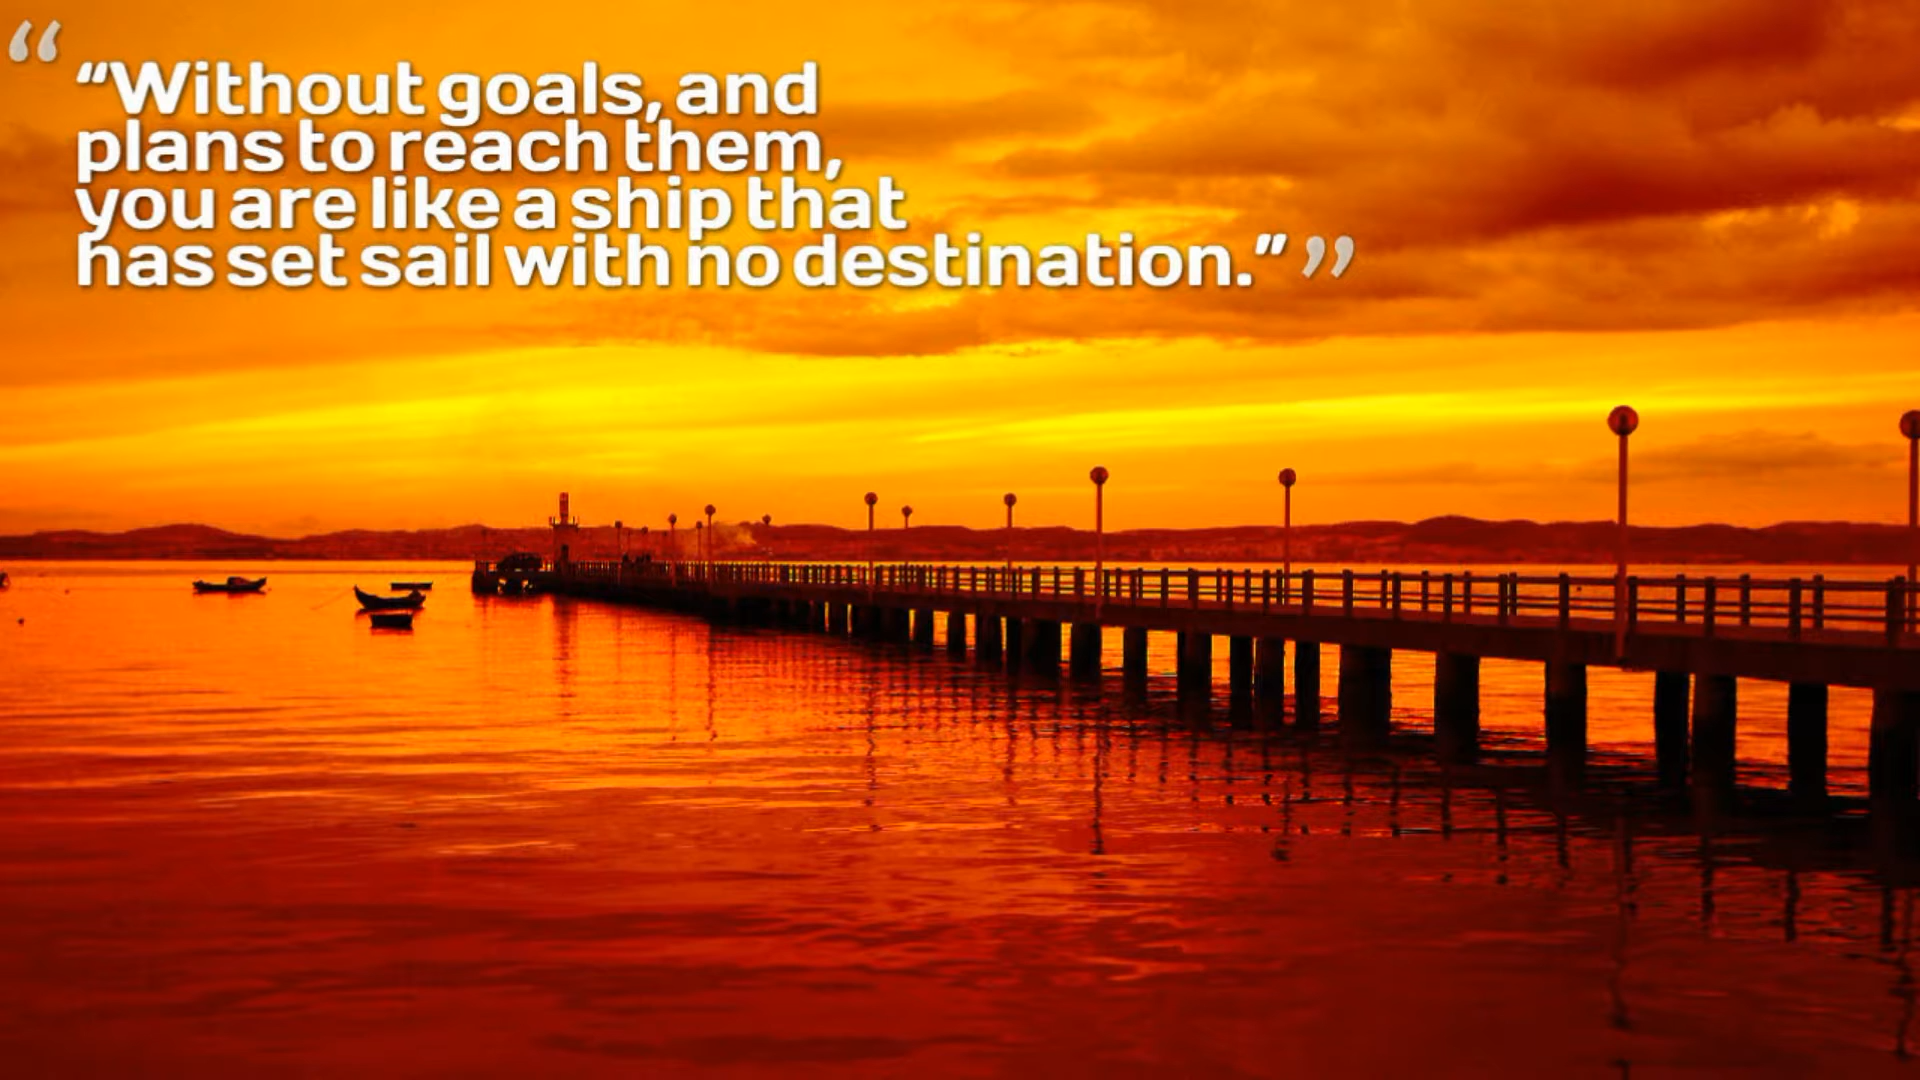 ““Without goals, and
plans to reach them,
you are like a ship that
has set sail with no destination.””